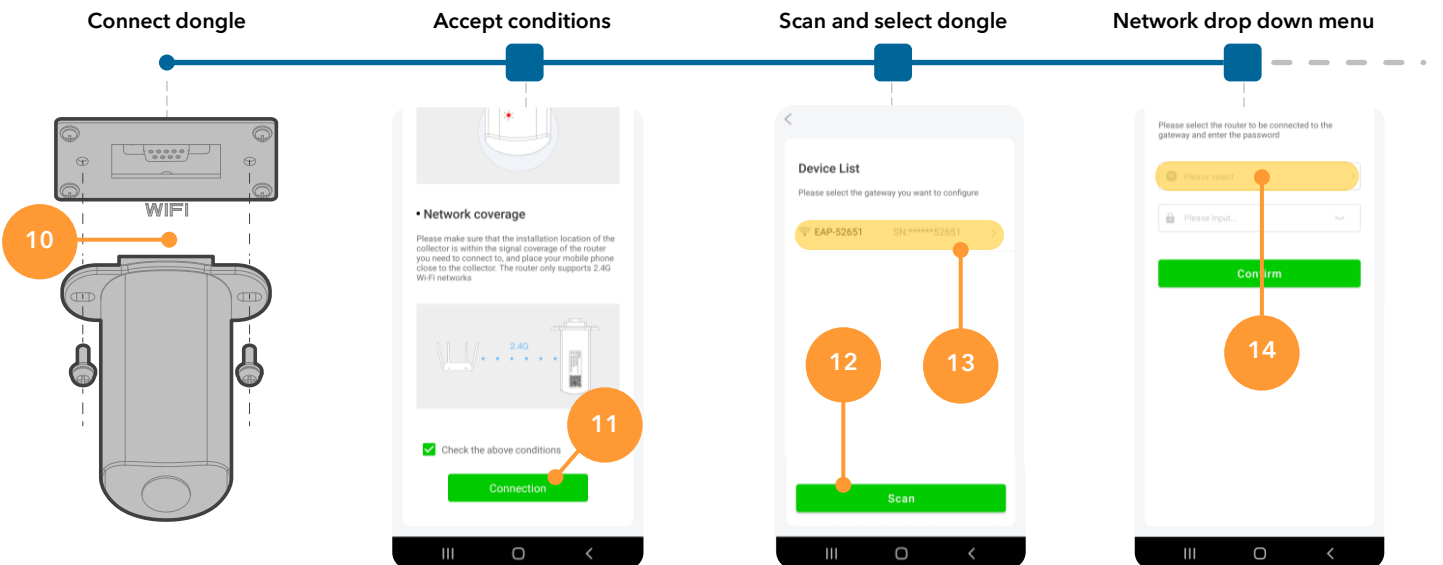 Connect dongle
Accept conditions
Scan and select dongle
Network drop down menu
WIFI
10
• Network coverage
Please make sure that the installation location of the
collector is within the signal coverage of the router
you need to connect to, and place your mobile phone
close to the collector. The router only supports 2.4G
Wi-Fi networks
2.4G
11
Check the above conditions
Connection
Device List
Please select the gateway you want to configure
EAP-52651 SN:******52651
12
13
Scan
Please select the router to be connected to the
gateway and enter the password
Please select
Please Input...
Confirm
14